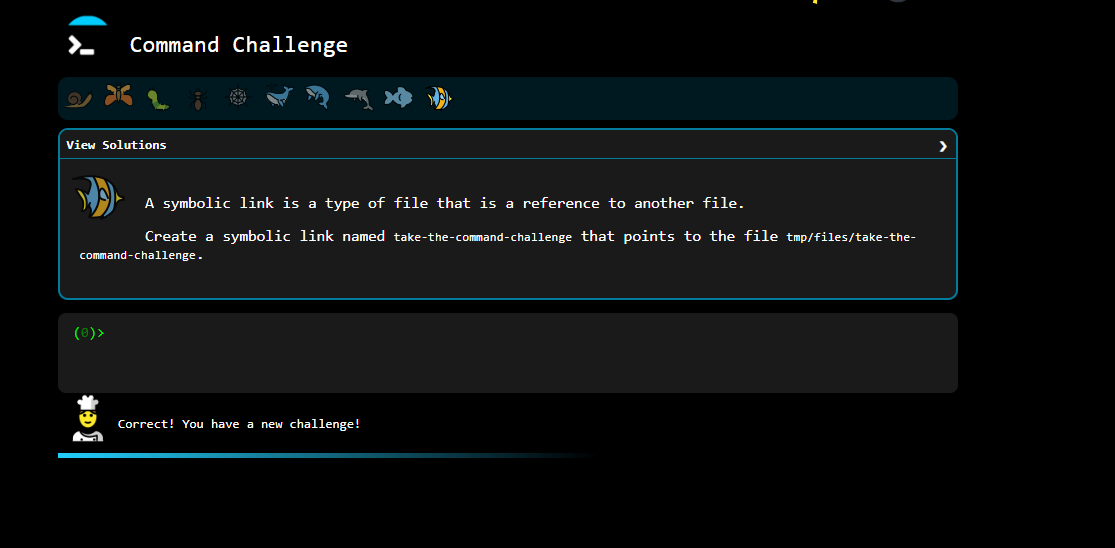 Command Challenge
View Solutions
A symbolic link is a type of file that is a reference to another file.
Create a symbolic link named take-the-command-challenge that points to the file tmp/files/take-the-
command-challenge.
(0)>
Correct! You have a new challenge!